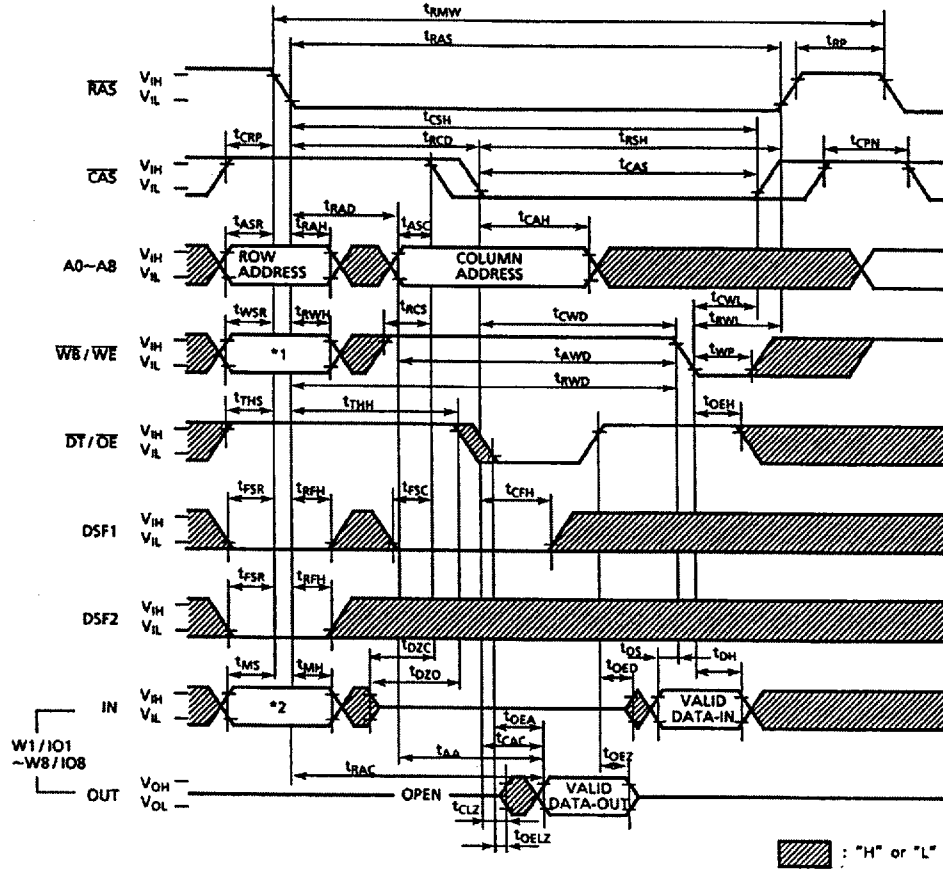 tRMW
tRAS
tRP
RAS VIH
VIL
tCSH
tCRP tRCD tRSH tCPN
CAS VIH
VIL
tCAS
tRAD
tASR tRAH tASC tCAH
A0~A8 VIH
VIL
ROW ADDRESS
COLUMN ADDRESS
tCWL
tWSR tRWH tRCS tCWD tRWL
WB / WE VIH
VIL
*1
tWP
tAWD
tRWD
tTHS tTHH tOEH
DT / OE VIH
VIL
tFSR tRFH tFSC tCFH
DSF1 VIH
VIL
tFSR tRFH
DSF2 VIH
VIL
tDZC tDS tDH
tMS tMH tDZO tOED
IN VIH
VIL
*2
VALID DATA-IN
W1 / IO1
~W8 / IO8
tOEA
tCAC
tAA tOEZ
tRAC
OUT VOH
VOL
OPEN
VALID DATA-OUT
tCLZ
tOELZ
: "H" or "L"